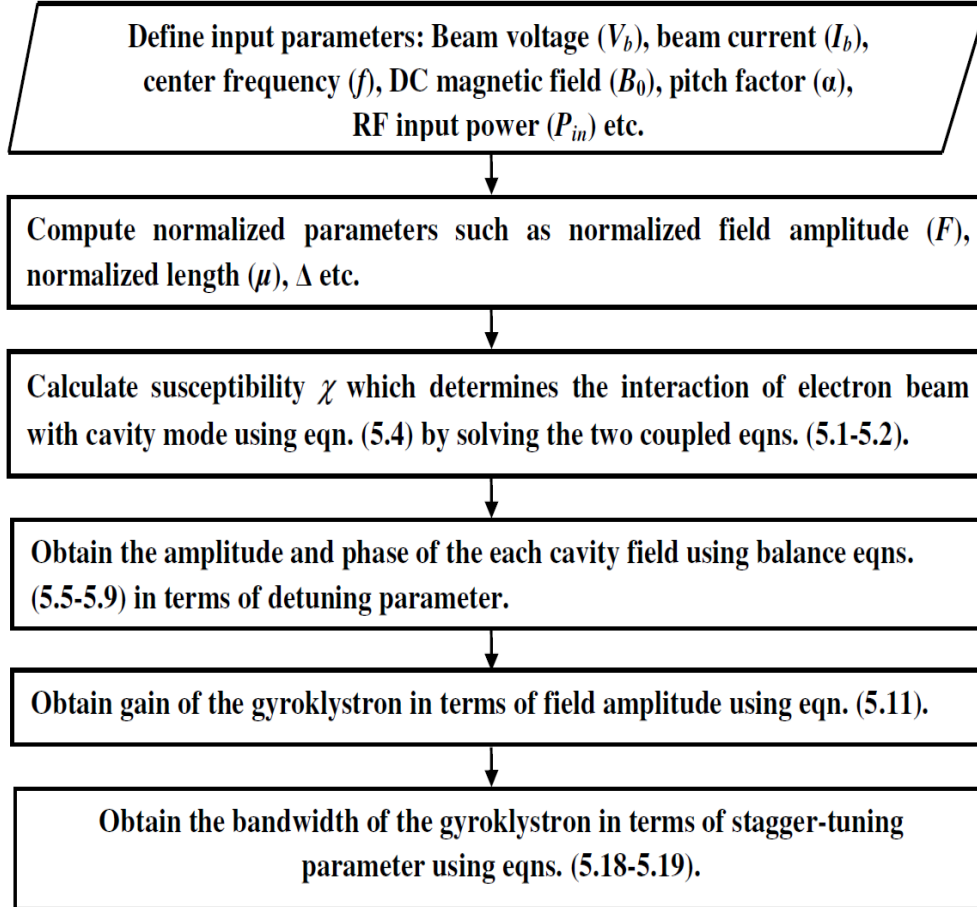 Define input parameters: Beam voltage (V_b), beam current (I_b),
center frequency (f), DC magnetic field (B_0), pitch factor (α),
RF input power (P_in) etc.
Compute normalized parameters such as normalized field amplitude (F),
normalized length (μ), Δ etc.
Calculate susceptibility χ which determines the interaction of electron beam
with cavity mode using eqn. (5.4) by solving the two coupled eqns. (5.1-5.2).
Obtain the amplitude and phase of the each cavity field using balance eqns.
(5.5-5.9) in terms of detuning parameter.
Obtain gain of the gyroklystron in terms of field amplitude using eqn. (5.11).
Obtain the bandwidth of the gyroklystron in terms of stagger-tuning
parameter using eqns. (5.18-5.19).